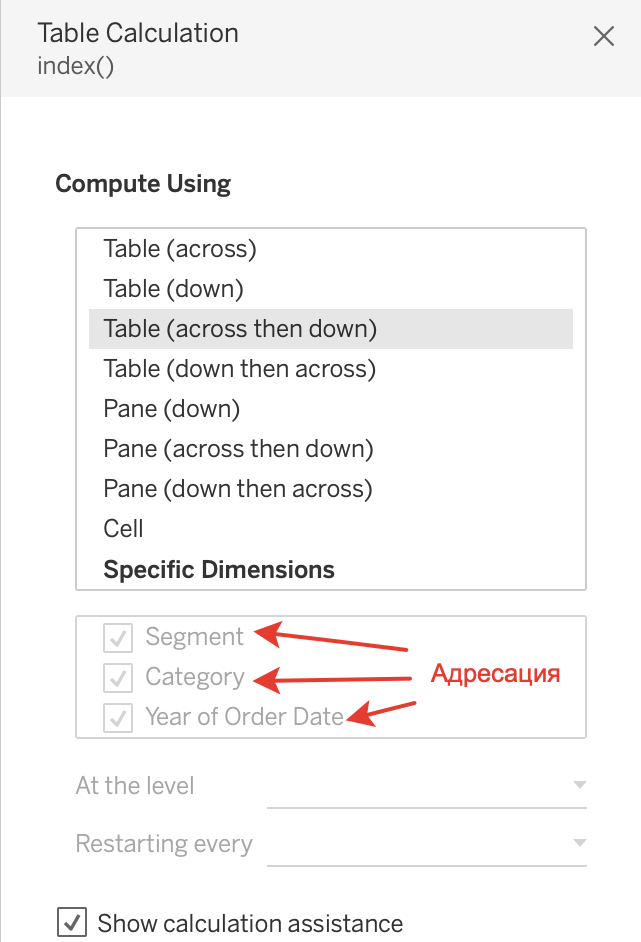 Table Calculation
index()
Compute Using
Table (across)
Table (down)
Table (across then down)
Table (down then across)
Pane (down)
Pane (across then down)
Pane (down then across)
Cell
Specific Dimensions
Segment
Category
Адресация
Year of Order Date
At the level
Restarting every
Show calculation assistance